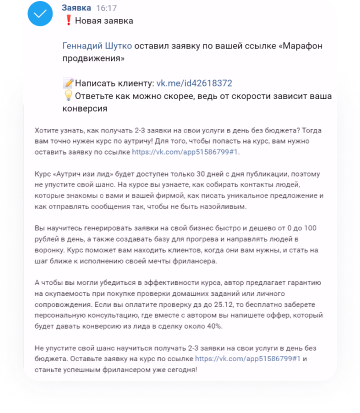 Заявка 16:17
❗Новая заявка
Геннадий Шутко оставил заявку по вашей ссылке «Марафон
продвижения»
📝Написать клиенту: vk.me/id42618372
💡Ответьте как можно скорее, ведь от скорости зависит ваша
конверсия
Хотите узнать, как получать 2-3 заявки на свои услуги в день без бюджета? Тогда
вам точно нужен курс по аутричу! Для того, чтобы попасть на курс, вам нужно
оставить заявку по ссылке https://vk.com/app51586799#1.
Курс «Аутрич изи лид» будет доступен только 30 дней с дня публикации, поэтому
не упустите свой шанс. На курсе вы узнаете, как собирать контакты людей,
которые знакомы с вами и вашей фирмой, как писать уникальное предложение и
как отправлять сообщения так, чтобы не быть назойливым.
Вы научитесь генерировать заявки на свой бизнес быстро и дешево от 0 до 100
рублей в день, а также создавать базу для прогрева и направлять людей в
воронку. Курс поможет вам находить клиентов, когда они вам нужны, и стать на
шаг ближе к исполнению своей мечты фрилансера.
А чтобы вы могли убедиться в эффективности курса, автор предлагает гарантию
на окупаемость при покупке проверки домашних заданий или личного
сопровождения. Если вы оплатите проверку дз до 25.12, то бесплатно заберете
персональную консультацию, где вместе с автором вы напишете оффер, который
будет давать конверсию из лида в сделку около 40%.
Не упустите свой шанс научиться получать 2-3 заявки на свои услуги в день без
бюджета. Оставьте заявку на курс по ссылке https://vk.com/app51586799#1 и
станьте успешным фрилансером уже сегодня!